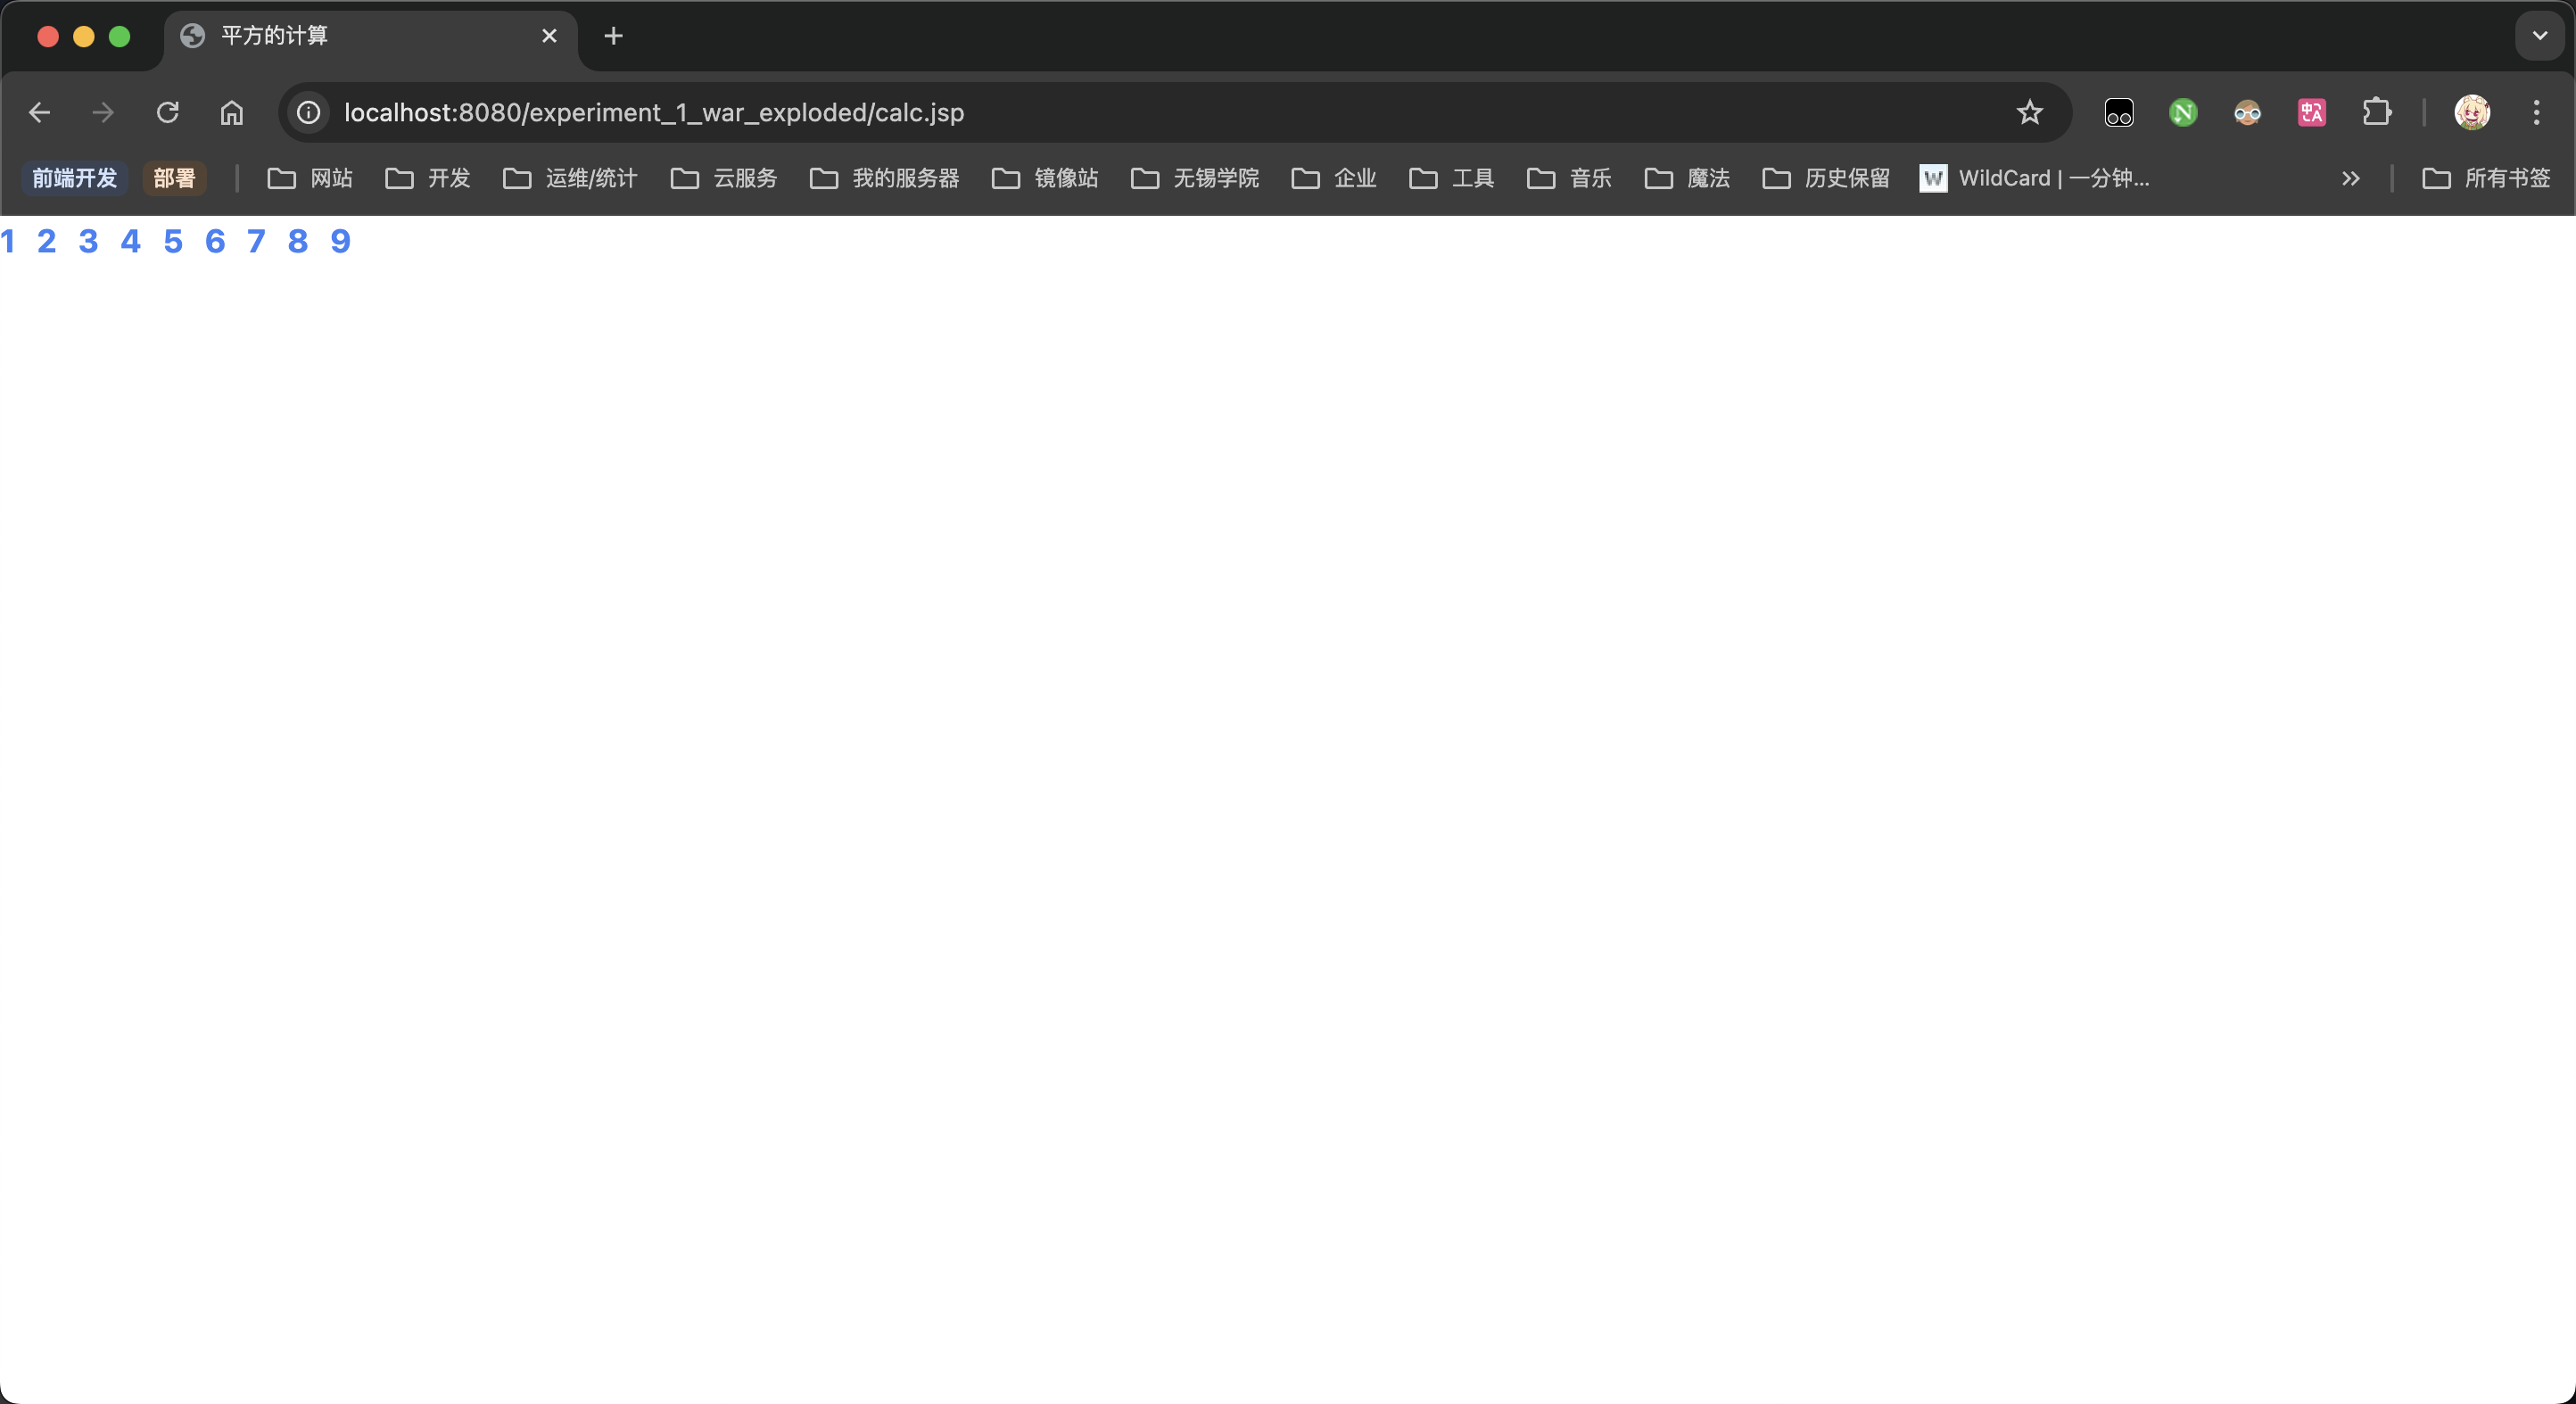 平方的计算
localhost:8080/experiment_1_war_exploded/calc.jsp
前端开发 部署 网站 开发 运维/统计 云服务 我的服务器 镜像站 无锡学院 企业 工具 音乐 魔法 历史保留 W WildCard | 一分钟... 所有书签
1 2 3 4 5 6 7 8 9